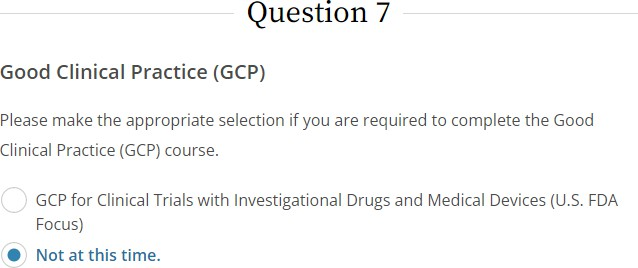 Question 7
Good Clinical Practice (GCP)
Please make the appropriate selection if you are required to complete the Good
Clinical Practice (GCP) course.
GCP for Clinical Trials with Investigational Drugs and Medical Devices (U.S. FDA
Focus)
Not at this time.